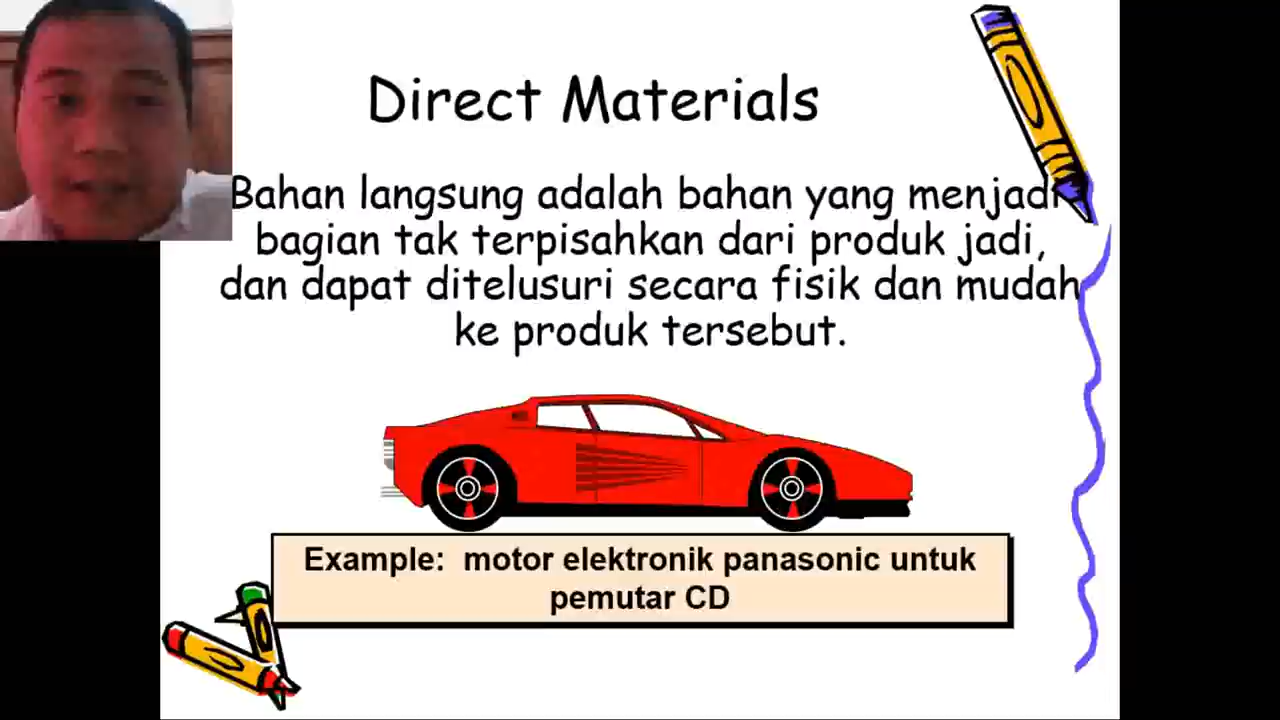 Direct Materials
Bahan langsung adalah bahan yang menjadi
bagian tak terpisahkan dari produk jadi,
dan dapat ditelusuri secara fisik dan mudah
ke produk tersebut.
Example: motor elektronik panasonic untuk
pemutar CD